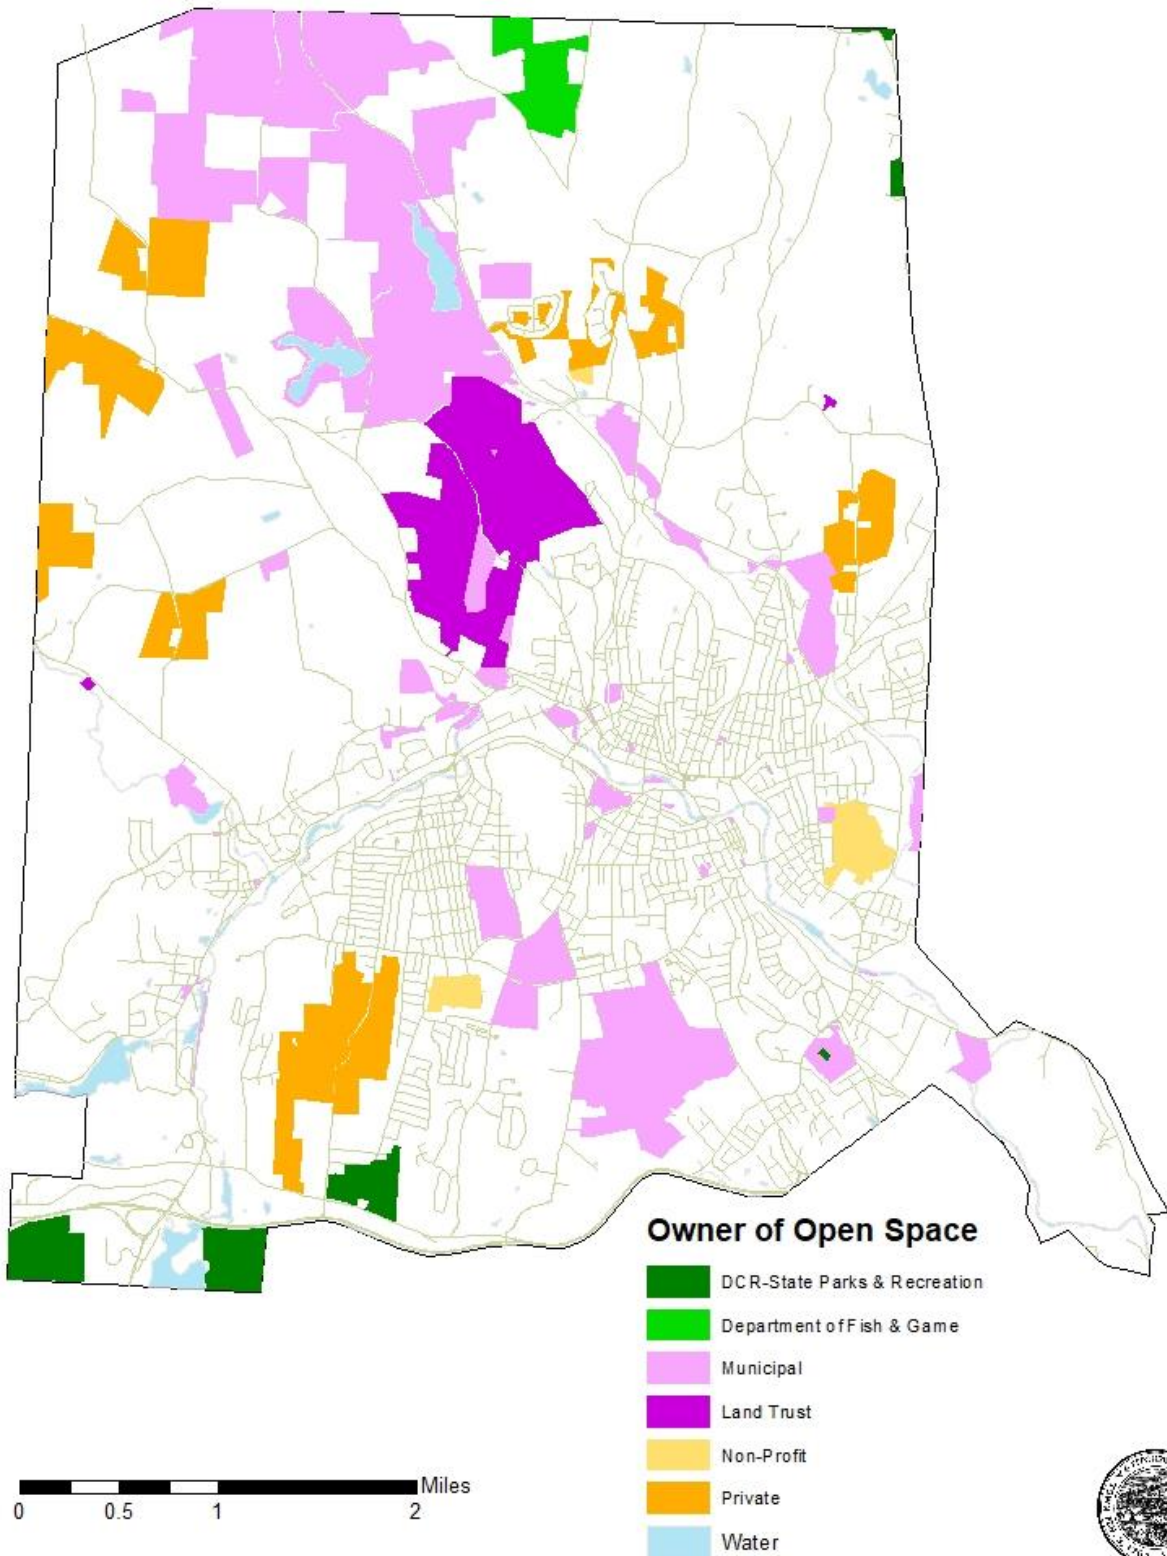 Owner of Open Space
DCR-State Parks & Recreation
Department of Fish & Game
Municipal
Land Trust
Non-Profit
Private
Water
Miles
0 0.5 1 2